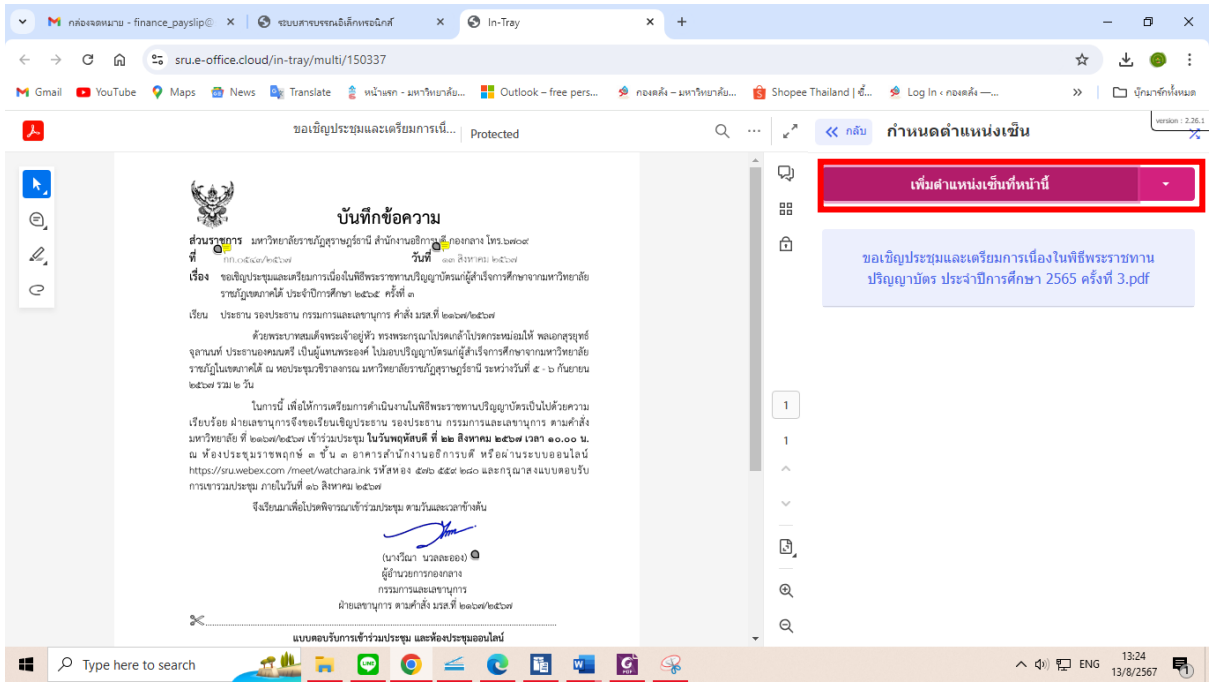 กล่องจดหมาย - finance_payslip@
ระบบสารบรรณอิเล็กทรอนิกส์
In-Tray
sru.e-office.cloud/in-tray/multi/150337
Gmail YouTube Maps News Translate หน้าแรก - มหาวิทยาลัย... Outlook – free pers... กองคลัง – มหาวิทยาลัย... Shopee Thailand | ซื้... Log In ‹ กองคลัง —... บุ๊กมาร์กทั้งหมด
ขอเชิญประชุมและเตรียมการเนื่... Protected
กลับ กำหนดตำแหน่งเซ็น
version : 2.26.1
เพิ่มตำแหน่งเซ็นที่หน้านี้
ขอเชิญประชุมและเตรียมการเนื่องในพิธีพระราชทาน
ปริญญาบัตร ประจำปีการศึกษา 2565 ครั้งที่ 3.pdf
บันทึกข้อความ
ส่วนราชการ มหาวิทยาลัยราชภัฏสุราษฎร์ธานี สำนักงานอธิการบดี กองกลาง โทร.๖๗๐๙
ที่ วันที่ ๑๓ สิงหาคม ๒๕๖๗
เรื่อง ขอเชิญประชุมและเตรียมการเนื่องในพิธีพระราชทานปริญญาบัตรแก่ผู้สำเร็จการศึกษาจากมหาวิทยาลัย
ราชภัฏเขตภาคใต้ ประจำปีการศึกษา ๒๕๖๕ ครั้งที่ ๓
เรียน ประธาน รองประธาน กรรมการและเลขานุการ คำสั่ง มรส.ที่ ๒๑๖๗/๒๕๖๗
ด้วยพระบาทสมเด็จพระเจ้าอยู่หัว ทรงพระกรุณาโปรดเกล้าโปรดกระหม่อมให้ พลเอกสุรยุทธ์
จุลานนท์ ประธานองคมนตรี เป็นผู้แทนพระองค์ ไปมอบปริญญาบัตรแก่ผู้สำเร็จการศึกษาจากมหาวิทยาลัย
ราชภัฏในเขตภาคใต้ ณ หอประชุมวชิราลงกรณ มหาวิทยาลัยราชภัฏสุราษฎร์ธานี ระหว่างวันที่ ๕ - ๖ กันยายน
๒๕๖๗ รวม ๒ วัน
ในการนี้ เพื่อให้การเตรียมการดำเนินงานในพิธีพระราชทานปริญญาบัตรเป็นไปด้วยความ
เรียบร้อย ฝ่ายเลขานุการจึงขอเรียนเชิญประธาน รองประธาน กรรมการและเลขานุการ ตามคำสั่ง
มหาวิทยาลัย ที่ ๒๑๖๗/๒๕๖๗ เข้าร่วมประชุม ในวันพฤหัสบดี ที่ ๒๒ สิงหาคม ๒๕๖๗ เวลา ๑๐.๐๐ น.
ณ ห้องประชุมราชพฤกษ์ ๓ ชั้น ๓ อาคารสำนักงานอธิการบดี หรือผ่านระบบออนไลน์
https://sru.webex.com /meet/watchara.ink รหัสห้อง ๕๗๖ ๕๕๙ ๒๘๐ และกรุณาส่งแบบตอบรับ
การเข้าร่วมประชุม ภายในวันที่ ๑๖ สิงหาคม ๒๕๖๗
จึงเรียนมาเพื่อโปรดพิจารณาเข้าร่วมประชุม ตามวันและเวลาข้างต้น
(นางวีณา นวลละออง)
ผู้อำนวยการกองกลาง
กรรมการและเลขานุการ
ฝ่ายเลขานุการ ตามคำสั่ง มรส.ที่ ๒๑๖๗/๒๕๖๗
แบบตอบรับการเข้าร่วมประชุม และห้องประชุมออนไลน์
1
1
Type here to search
ENG
13:24
13/8/2567